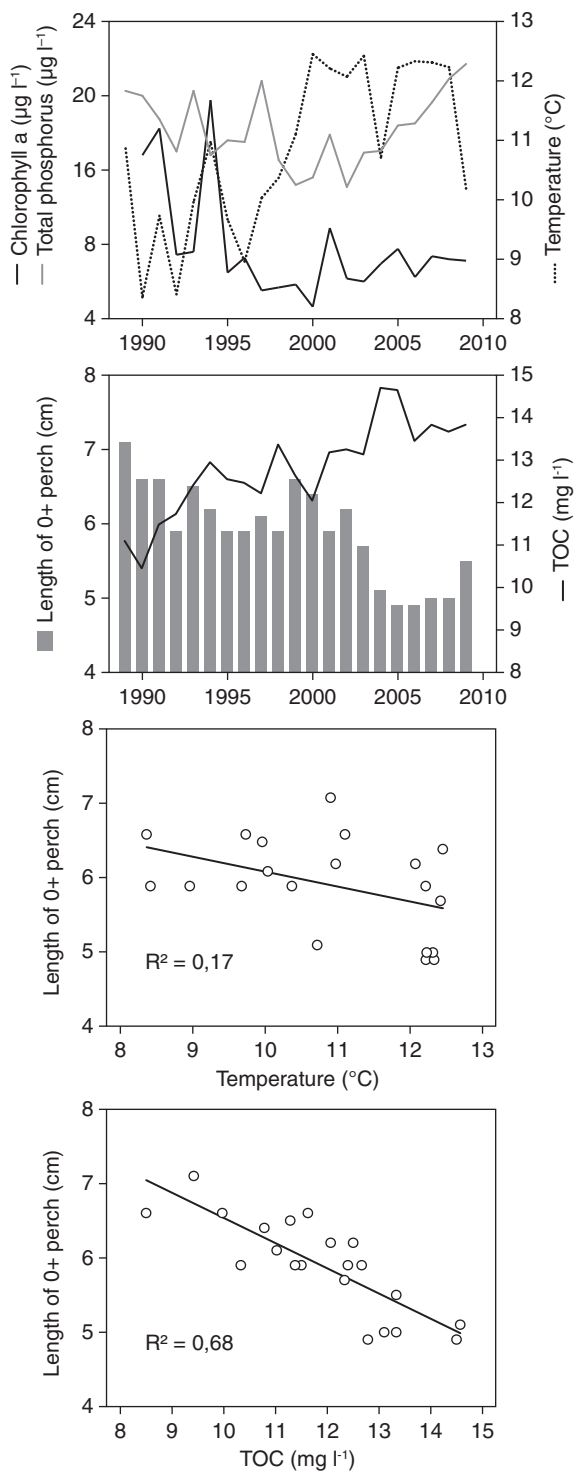 — Chlorophyll a (µg l⁻¹)
— Total phosphorus (µg l⁻¹)
24
20
16
8
4
13
12
11
10
9
8
Temperature (°C)
1990 1995 2000 2005 2010
Length of 0+ perch (cm)
8
7
6
5
4
15
14
13
12
11
10
9
8
— TOC (mg l⁻¹)
1990 1995 2000 2005 2010
Length of 0+ perch (cm)
8
7
6
5
4
R² = 0,17
8 9 10 11 12 13
Temperature (°C)
Length of 0+ perch (cm)
8
7
6
5
4
R² = 0,68
8 9 10 11 12 13 14 15
TOC (mg l⁻¹)